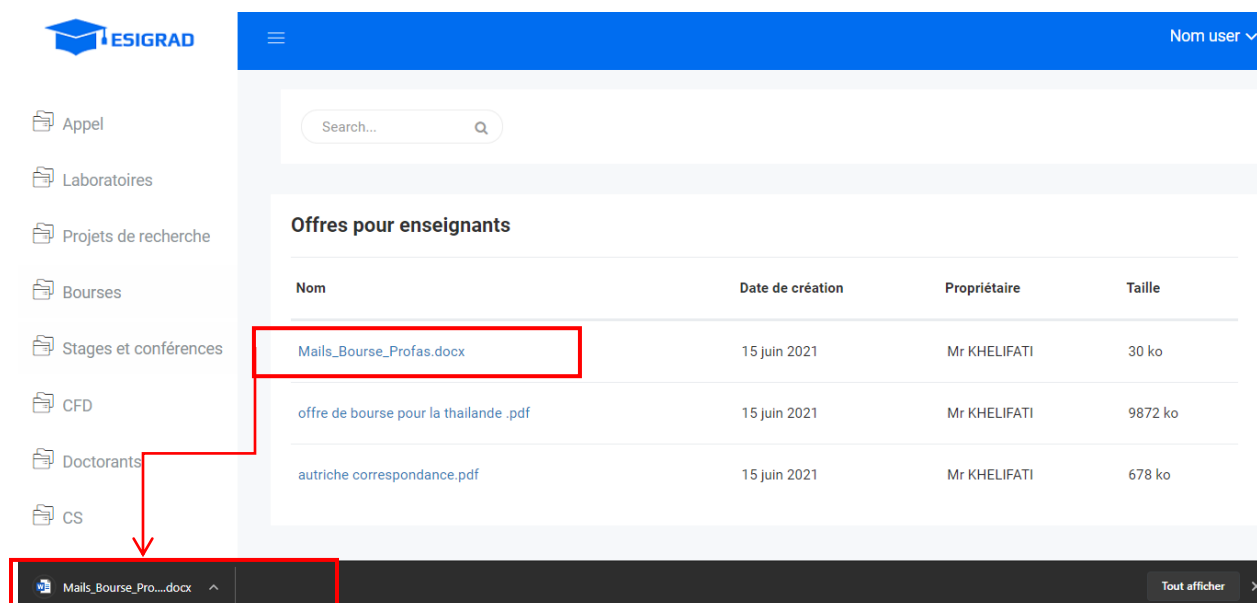 ESIGRAD
Nom user
Appel
Laboratoires
Projets de recherche
Bourses
Stages et conférences
CFD
Doctorants
CS
Search...
Offres pour enseignants
Nom Date de création Propriétaire Taille
Mails_Bourse_Profas.docx 15 juin 2021 Mr KHELIFATI 30 ko
offre de bourse pour la thailande .pdf 15 juin 2021 Mr KHELIFATI 9872 ko
autriche correspondance.pdf 15 juin 2021 Mr KHELIFATI 678 ko
Mails_Bourse_Pro....docx Tout afficher